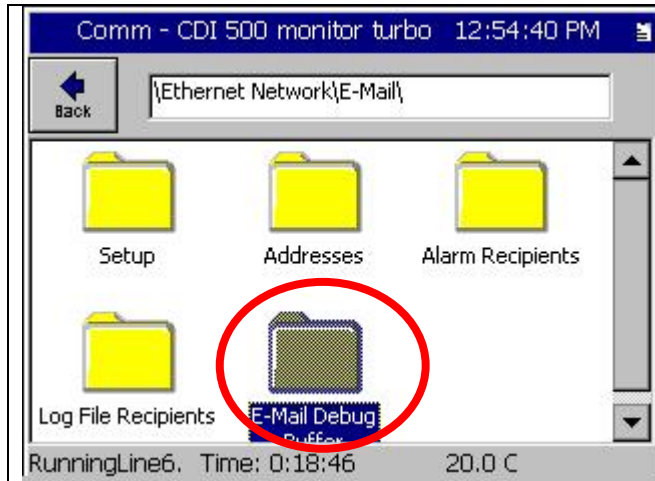 Comm - CDI 500 monitor turbo 12:54:40 PM
Back
\Ethernet Network\E-Mail\
Setup
Addresses
Alarm Recipients
Log File Recipients
E-Mail Debug
Buffer
RunningLine6. Time: 0:18:46 20.0 C